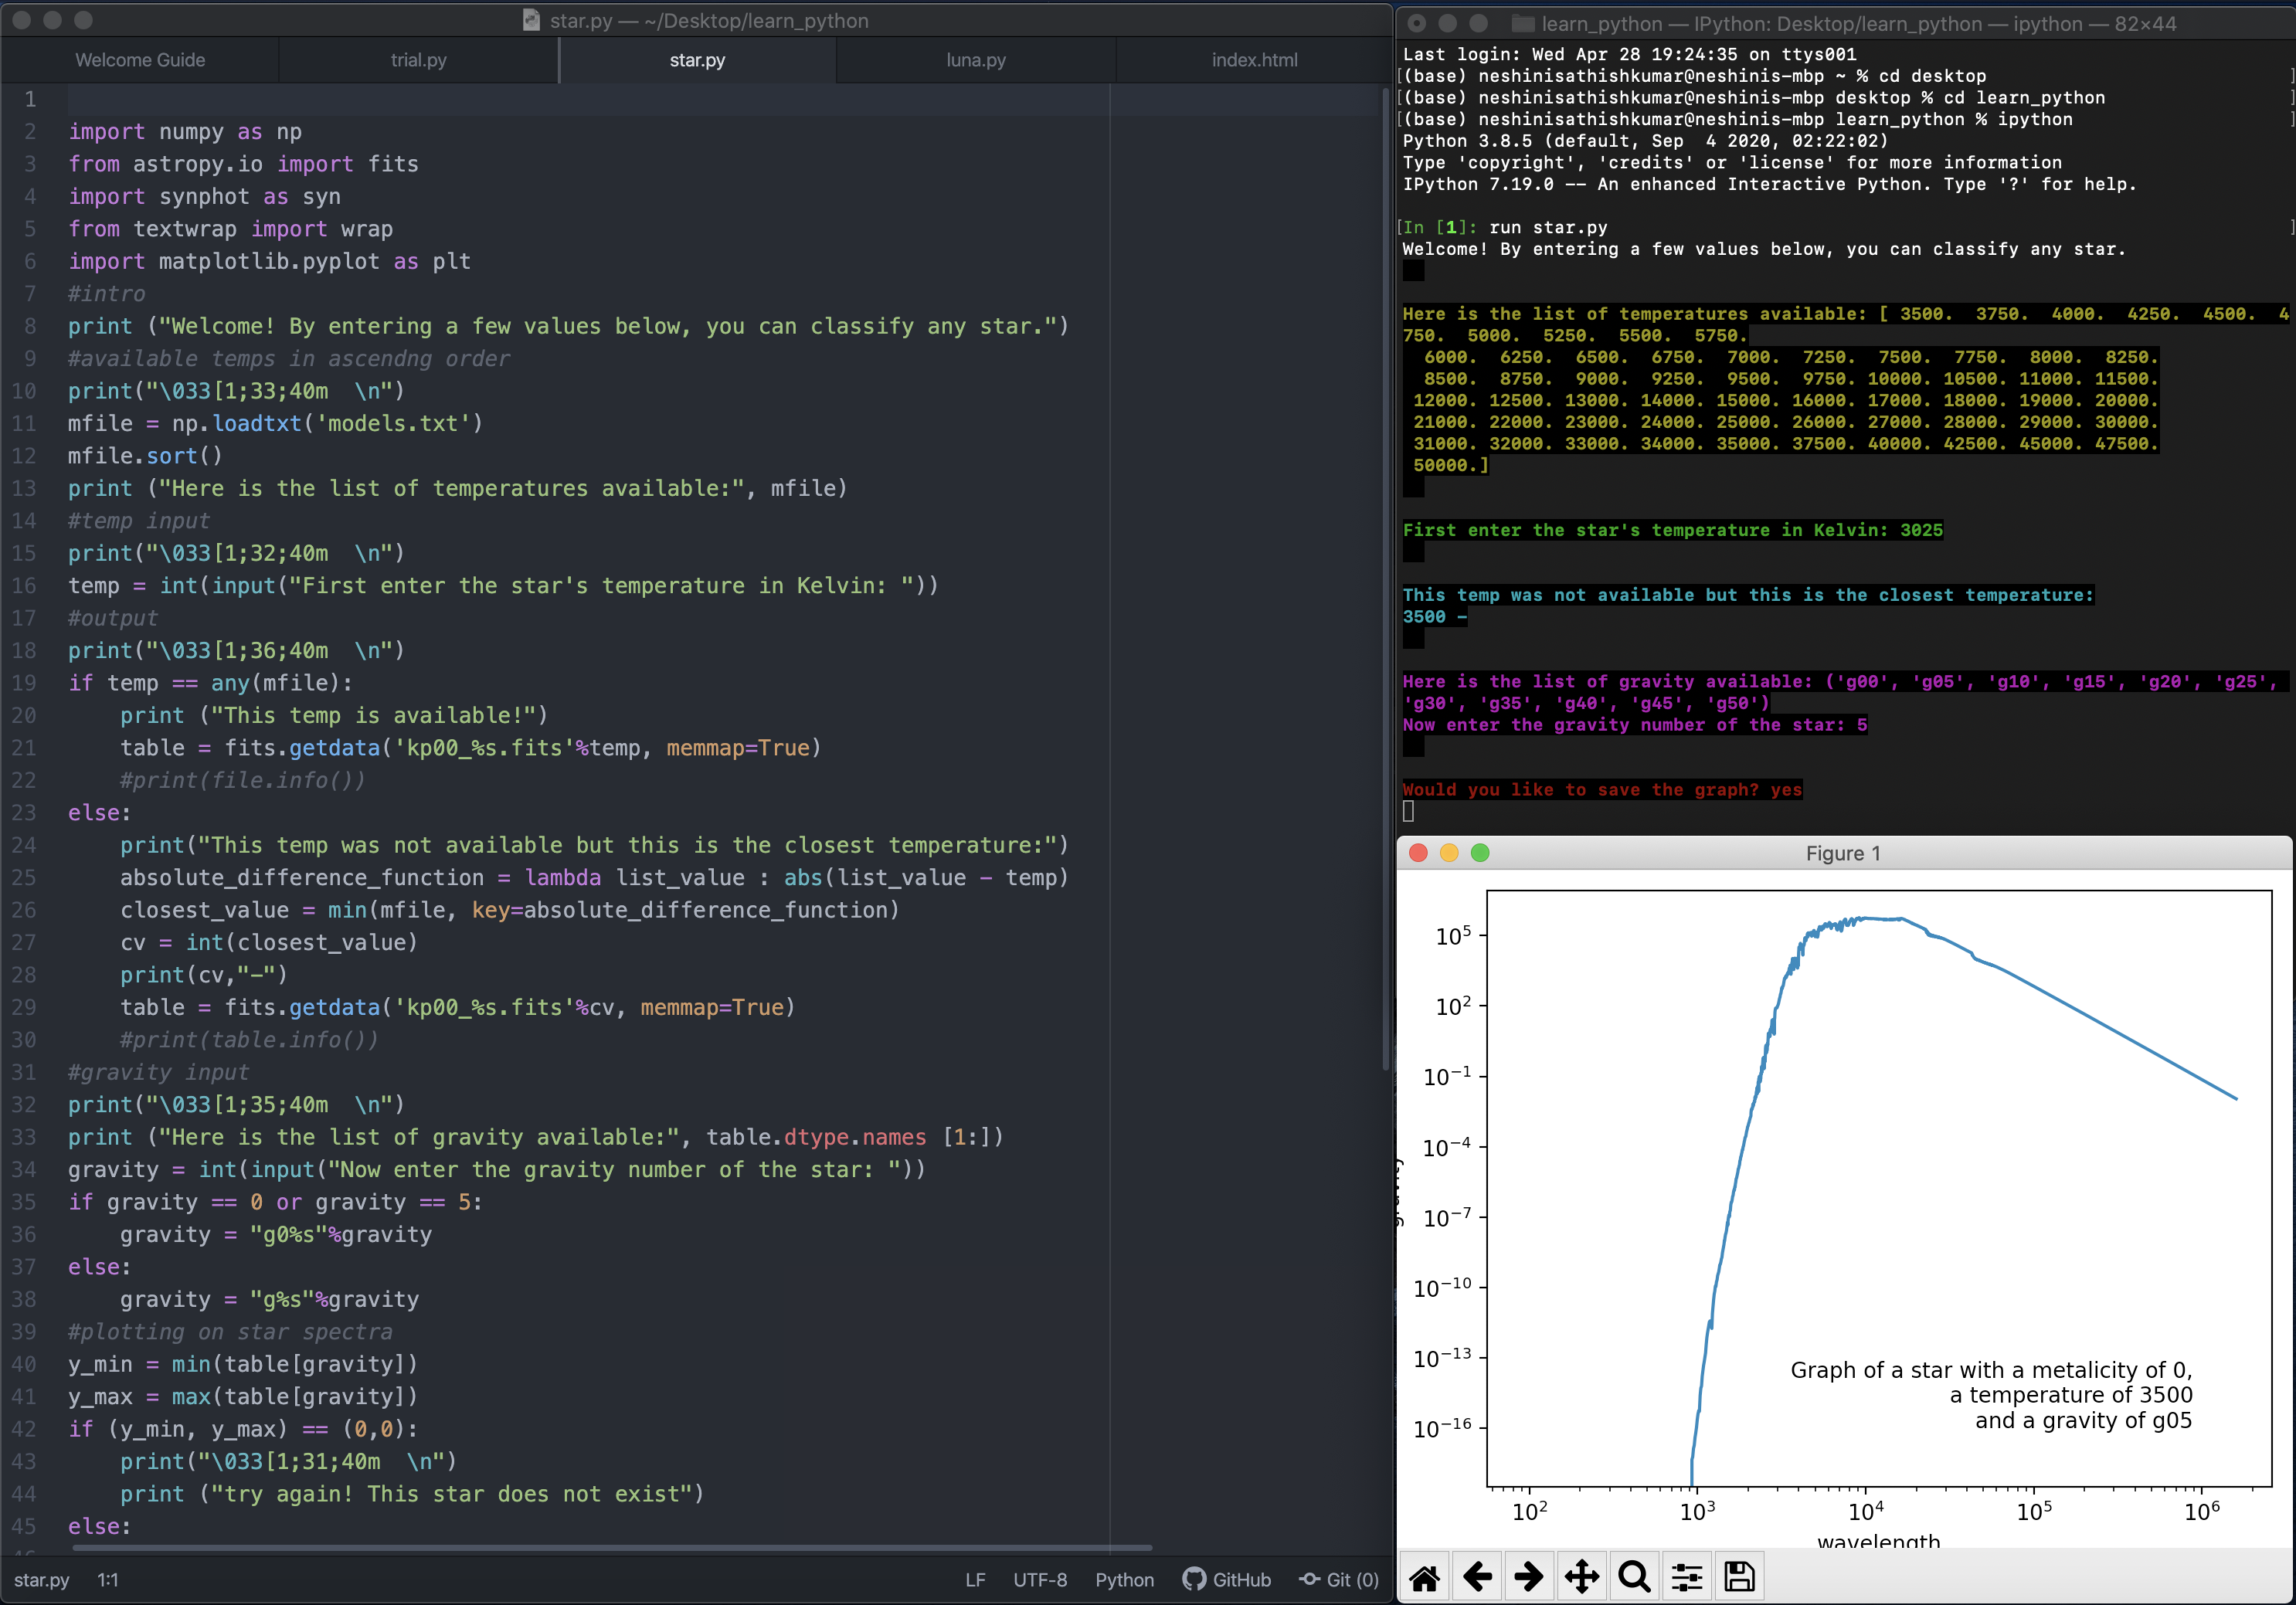 star.py — ~/Desktop/learn_python
Welcome Guide
trial.py
star.py
luna.py
index.html
1
2 import numpy as np
3 from astropy.io import fits
4 import synphot as syn
5 from textwrap import wrap
6 import matplotlib.pyplot as plt
7 #intro
8 print ("Welcome! By entering a few values below, you can classify any star.")
9 #available temps in ascendng order
10 print("\033[1;33;40m  \n")
11 mfile = np.loadtxt('models.txt')
12 mfile.sort()
13 print ("Here is the list of temperatures available:", mfile)
14 #temp input
15 print("\033[1;32;40m  \n")
16 temp = int(input("First enter the star's temperature in Kelvin: "))
17 #output
18 print("\033[1;36;40m  \n")
19 if temp == any(mfile):
20     print ("This temp is available!")
21     table = fits.getdata('kp00_%s.fits'%temp, memmap=True)
22     #print(file.info())
23 else:
24     print("This temp was not available but this is the closest temperature:")
25     absolute_difference_function = lambda list_value : abs(list_value - temp)
26     closest_value = min(mfile, key=absolute_difference_function)
27     cv = int(closest_value)
28     print(cv,"-")
29     table = fits.getdata('kp00_%s.fits'%cv, memmap=True)
30     #print(table.info())
31 #gravity input
32 print("\033[1;35;40m  \n")
33 print ("Here is the list of gravity available:", table.dtype.names [1:])
34 gravity = int(input("Now enter the gravity number of the star: "))
35 if gravity == 0 or gravity == 5:
36     gravity = "g0%s"%gravity
37 else:
38     gravity = "g%s"%gravity
39 #plotting on star spectra
40 y_min = min(table[gravity])
41 y_max = max(table[gravity])
42 if (y_min, y_max) == (0,0):
43     print("\033[1;31;40m  \n")
44     print ("try again! This star does not exist")
45 else:
star.py 1:1 LF UTF-8 Python GitHub Git (0)
learn_python — IPython: Desktop/learn_python — ipython — 82×44
Last login: Wed Apr 28 19:24:35 on ttys001
[(base) neshinisathishkumar@neshinis-mbp ~ % cd desktop ]
[(base) neshinisathishkumar@neshinis-mbp desktop % cd learn_python ]
[(base) neshinisathishkumar@neshinis-mbp learn_python % ipython ]
Python 3.8.5 (default, Sep  4 2020, 02:22:02)
Type 'copyright', 'credits' or 'license' for more information
IPython 7.19.0 -- An enhanced Interactive Python. Type '?' for help.
[In [1]: run star.py ]
Welcome! By entering a few values below, you can classify any star.
Here is the list of temperatures available: [ 3500.  3750.  4000.  4250.  4500.  4
750.  5000.  5250.  5500.  5750.
6000.  6250.  6500.  6750.  7000.  7250.  7500.  7750.  8000.  8250.
8500.  8750.  9000.  9250.  9500.  9750. 10000. 10500. 11000. 11500.
12000. 12500. 13000. 14000. 15000. 16000. 17000. 18000. 19000. 20000.
21000. 22000. 23000. 24000. 25000. 26000. 27000. 28000. 29000. 30000.
31000. 32000. 33000. 34000. 35000. 37500. 40000. 42500. 45000. 47500.
50000.]
First enter the star's temperature in Kelvin: 3025
This temp was not available but this is the closest temperature:
3500 -
Here is the list of gravity available: ('g00', 'g05', 'g10', 'g15', 'g20', 'g25',
'g30', 'g35', 'g40', 'g45', 'g50')
Now enter the gravity number of the star: 5
Would you like to save the graph? yes
Figure 1
10⁵
10²
10⁻¹
10⁻⁴
10⁻⁷
10⁻¹⁰
10⁻¹³
10⁻¹⁶
Graph of a star with a metalicity of 0,
a temperature of 3500
and a gravity of g05
10² 10³ 10⁴ 10⁵ 10⁶
wavelength